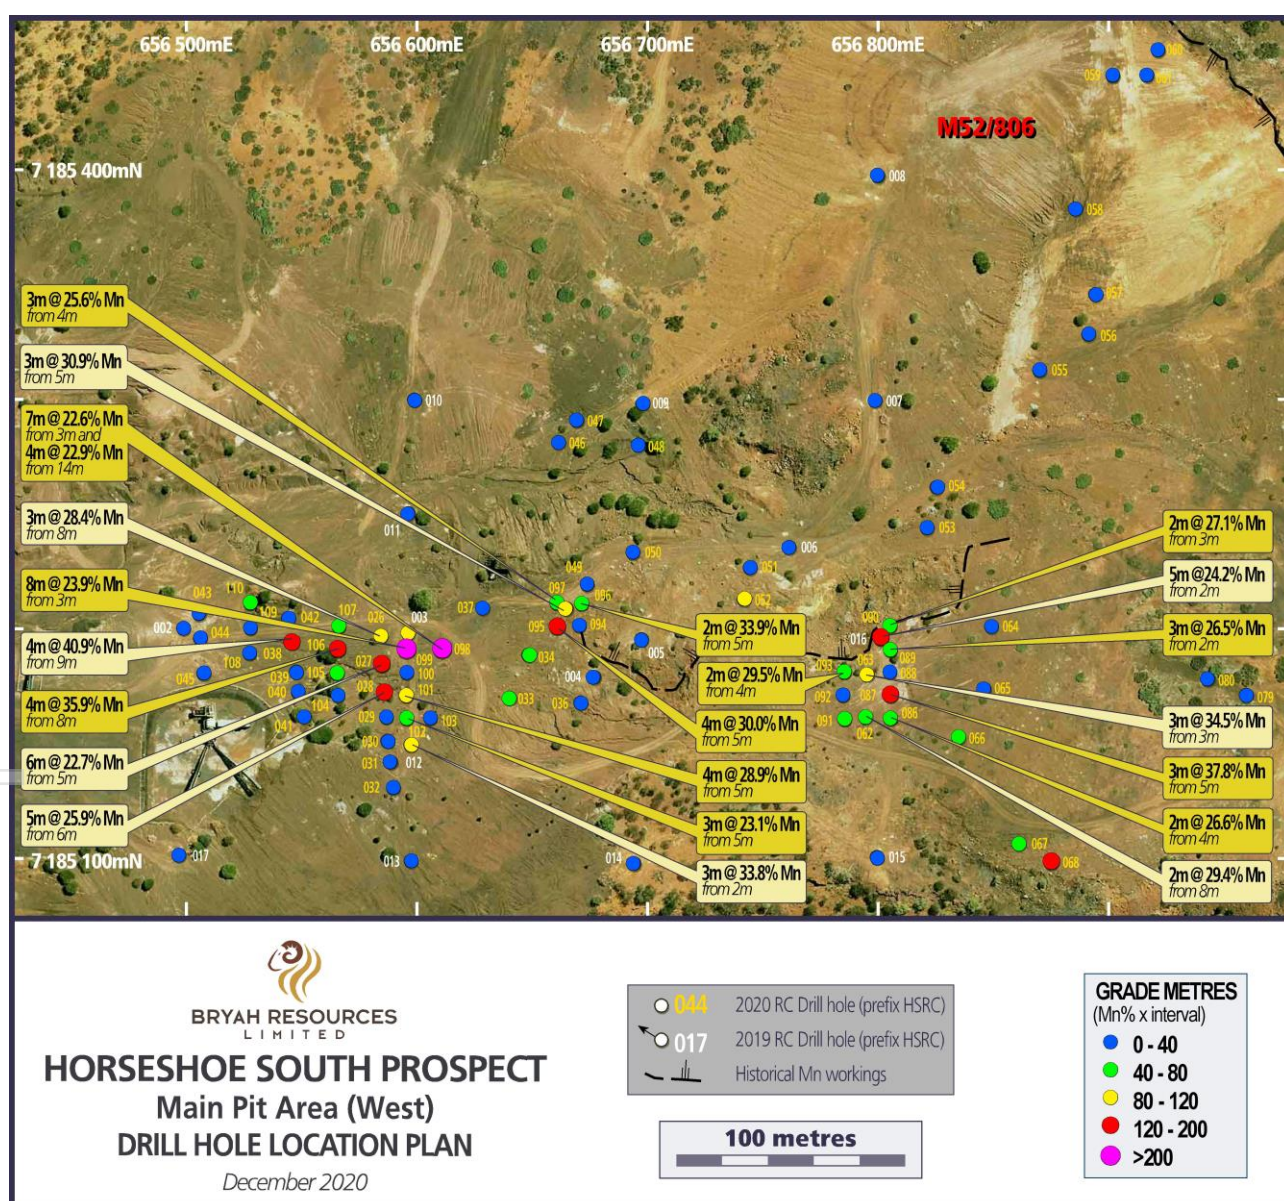 656 500mE
656 600mE
656 700mE
656 800mE
060
059
061
M52/806
7 185 400mN
008
058
057
056
055
010
009
007
047
046
048
054
053
011
050
006
049
051
052
3m @ 25.6% Mn
from 4m
3m @ 30.9% Mn
from 5m
7m @ 22.6% Mn
from 3m and
4m @ 22.9% Mn
from 14m
3m @ 28.4% Mn
from 8m
8m @ 23.9% Mn
from 3m
4m @ 40.9% Mn
from 9m
4m @ 35.9% Mn
from 8m
6m @ 22.7% Mn
from 5m
5m @ 25.9% Mn
from 6m
043
110
002
044
109
042
107
026
003
037
108
038
106
027
099
098
045
039
105
100
040
104
028
101
041
029
102
103
030
012
031
032
097
096
095
094
034
005
004
033
036
090
016
064
089
093
063
088
092
087
065
080
079
091
062
086
066
2m @ 33.9% Mn
from 5m
2m @ 29.5% Mn
from 4m
4m @ 30.0% Mn
from 5m
4m @ 28.9% Mn
from 5m
3m @ 23.1% Mn
from 5m
3m @ 33.8% Mn
from 2m
2m @ 27.1% Mn
from 3m
5m @ 24.2% Mn
from 2m
3m @ 26.5% Mn
from 2m
3m @ 34.5% Mn
from 3m
3m @ 37.8% Mn
from 5m
2m @ 26.6% Mn
from 4m
2m @ 29.4% Mn
from 8m
7 185 100mN
017
013
014
015
067
068
BRYAH RESOURCES
LIMITED
HORSESHOE SOUTH PROSPECT
Main Pit Area (West)
DRILL HOLE LOCATION PLAN
December 2020
044 2020 RC Drill hole (prefix HSRC)
017 2019 RC Drill hole (prefix HSRC)
Historical Mn workings
100 metres
GRADE METRES
(Mn% x interval)
0 - 40
40 - 80
80 - 120
120 - 200
>200